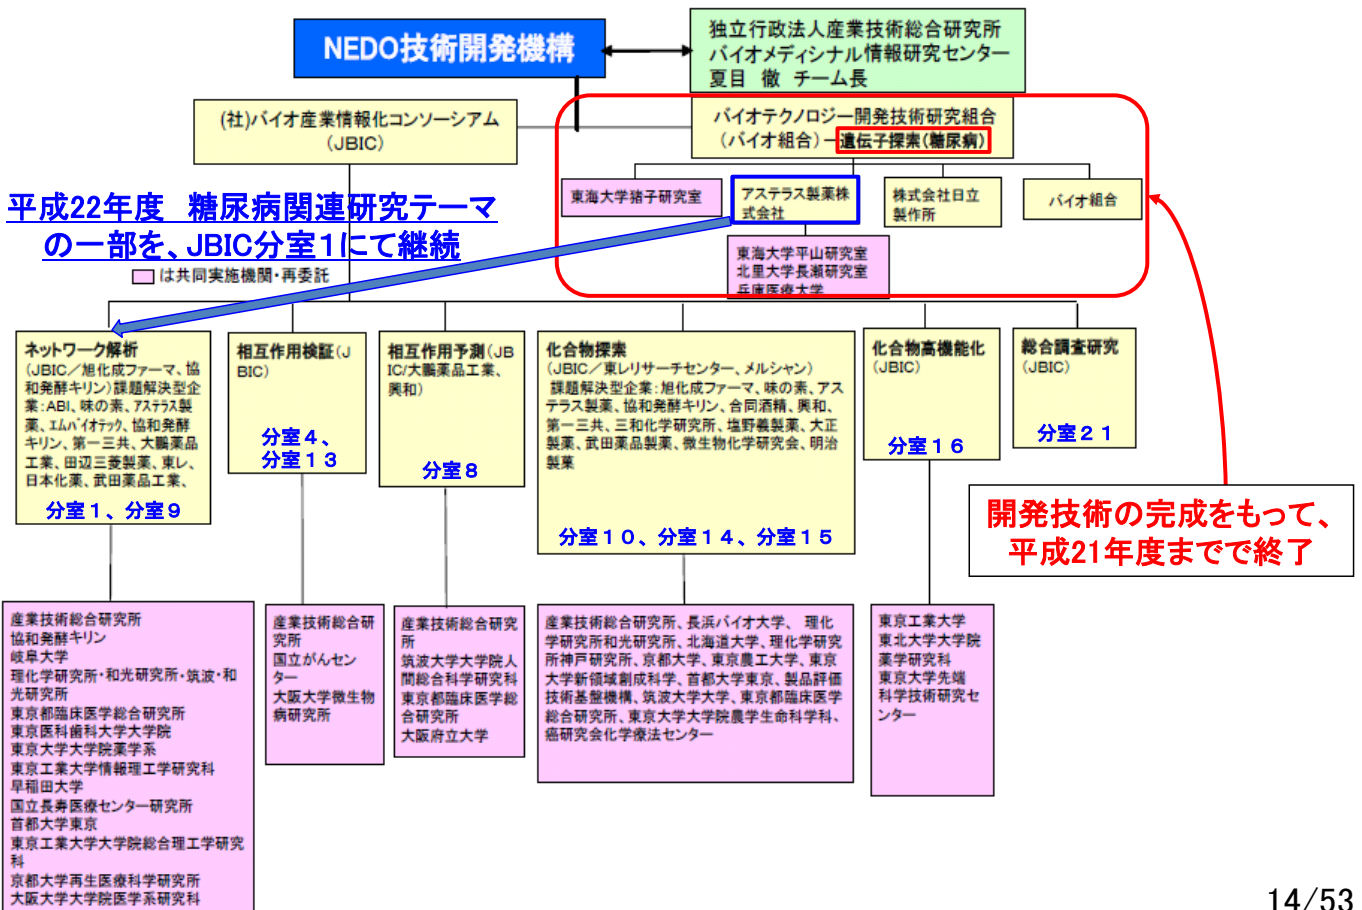 NEDO技術開発機構
独立行政法人産業技術総合研究所
バイオメディシナル情報研究センター
夏目 徹 チーム長
(社)バイオ産業情報化コンソーシアム
(JBIC)
バイオテクノロジー開発技術研究組合
(バイオ組合)ー遺伝子探索(糖尿病)
東海大学猪子研究室
アステラス製薬株
式会社
株式会社日立
製作所
バイオ組合
東海大学平山研究室
北里大学長瀬研究室
兵庫医療大学
平成22年度 糖尿病関連研究テーマ
の一部を、JBIC分室1にて継続
は共同実施機関・再委託
ネットワーク解析
(JBIC/旭化成ファーマ、協
和発酵キリン)課題解決型企
業:ABI、味の素、アステラス製
薬、エムバイオテック、協和発酵
キリン、第一三共、大鵬薬品
工業、田辺三菱製薬、東レ、
日本化薬、武田薬品工業、
分室1、分室9
相互作用検証(J
BIC)
分室4、
分室13
相互作用予測(JB
IC/大鵬薬品工業、
興和)
分室8
化合物探索
(JBIC/東レリサーチセンター、メルシャン)
課題解決型企業:旭化成ファーマ、味の素、アス
テラス製薬、協和発酵キリン、合同酒精、興和、
第一三共、三和化学研究所、塩野義製薬、大正
製薬、武田薬品製薬、微生物化学研究会、明治
製菓
分室10、分室14、分室15
化合物高機能化
(JBIC)
分室16
総合調査研究
(JBIC)
分室21
開発技術の完成をもって、
平成21年度までで終了
産業技術総合研究所
協和発酵キリン
岐阜大学
理化学研究所・和光研究所・筑波・和
光研究所
東京都臨床医学総合研究所
東京医科歯科大学大学院
東京大学大学院薬学系
東京工業大学情報理工学研究科
早稲田大学
国立長寿医療センター研究所
首都大学東京
東京工業大学大学院総合理工学研究
科
京都大学再生医療科学研究所
大阪大学大学院医学系研究科
産業技術総合研
究所
国立がんセン
ター
大阪大学微生物
病研究所
産業技術総合研究
所
筑波大学大学院人
間総合科学研究科
東京都臨床医学総
合研究所
大阪府立大学
産業技術総合研究所、長浜バイオ大学、 理化
学研究所和光研究所、北海道大学、理化学研究
所神戸研究所、京都大学、東京農工大学、東京
大学新領域創成科学、首都大学東京、製品評価
技術基盤機構、筑波大学大学、東京都臨床医学
総合研究所、東京大学大学院農学生命科学科、
癌研究会化学療法センター
東京工業大学
東北大学大学院
薬学研究科
東京大学先端
科学技術研究セ
ンター
14/53